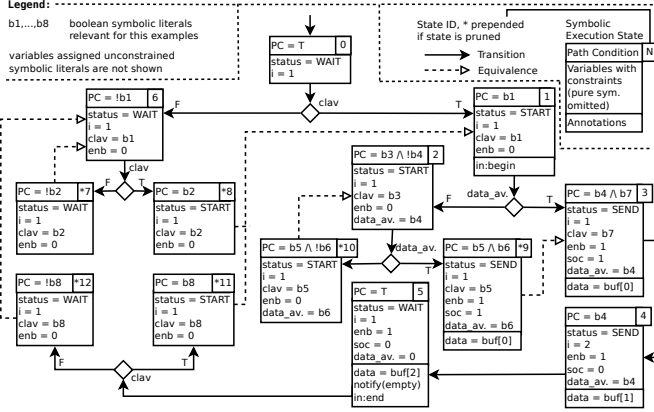 Legend:
b1,...,b8 boolean symbolic literals
relevant for this examples
variables assigned unconstrained
symbolic literals are not shown
State ID, * prepended
if state is pruned
Transition
Equivalence
Symbolic
Execution State
Path Condition N
Variables with
constraints
(pure sym.
omitted)
Annotations
PC = T 0
status = WAIT
i = 1
clav
F
T
PC = !b1 6
status = WAIT
i = 1
clav = b1
enb = 0
PC = b1 1
status = START
i = 1
clav = b1
enb = 0
in:begin
clav
F
T
data_av.
F
T
PC = b3 /\ !b4 2
status = START
i = 1
clav = b3
enb = 0
data_av. = b4
PC = !b2 *7
status = WAIT
i = 1
clav = b2
enb = 0
PC = b2 *8
status = START
i = 1
clav = b2
enb = 0
PC = b4 /\ b7 3
status = SEND
i = 1
clav = b7
enb = 1
soc = 1
data_av. = b4
data = buf[0]
data_av.
T
PC = b5 /\ !b6 *10
status = START
i = 1
clav = b5
enb = 0
data_av. = b6
PC = b5 /\ b6 *9
status = SEND
i = 1
clav = b5
enb = 1
soc = 1
data_av. = b6
data = buf[0]
PC = !b8 *12
status = WAIT
i = 1
clav = b8
enb = 0
PC = b8 *11
status = START
i = 1
clav = b8
enb = 0
PC = T 5
status = WAIT
i = 1
enb = 1
soc = 0
data_av. = 0
data = buf[2]
notify(empty)
in:end
PC = b4 4
status = SEND
i = 2
enb = 1
soc = 0
data_av. = b4
data = buf[1]
F
T
clav